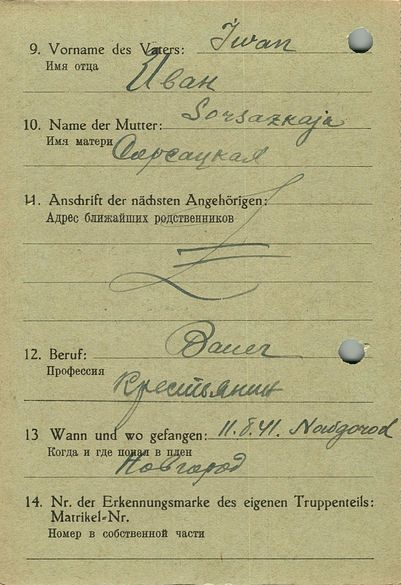 9. Vorname des Vaters: Iwan
Имя отца
Иван
10. Name der Mutter: Sorsazkaja
Имя матери
Сорсацкая
11. Anschrift der nächsten Angehörigen:
Адрес ближайших родственников
12. Beruf: Bauer
Профессия
Крестьянин
13 Wann und wo gefangen: 11.8.41. Nowgorod
Когда и где попал в плен
Новгород
14. Nr. der Erkennungsmarke des eigenen Truppenteils:
Matrikel-Nr.
Номер в собственной части